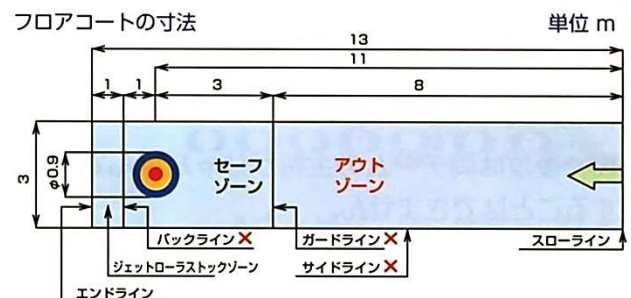 フロアコートの寸法
単位 m
13
11
1 1 3 8
3
φ0.9
セーフ
ゾーン
アウト
ゾーン
バックライン×
ガードライン×
スローライン
ジェットローラストックゾーン
サイドライン×
エンドライン